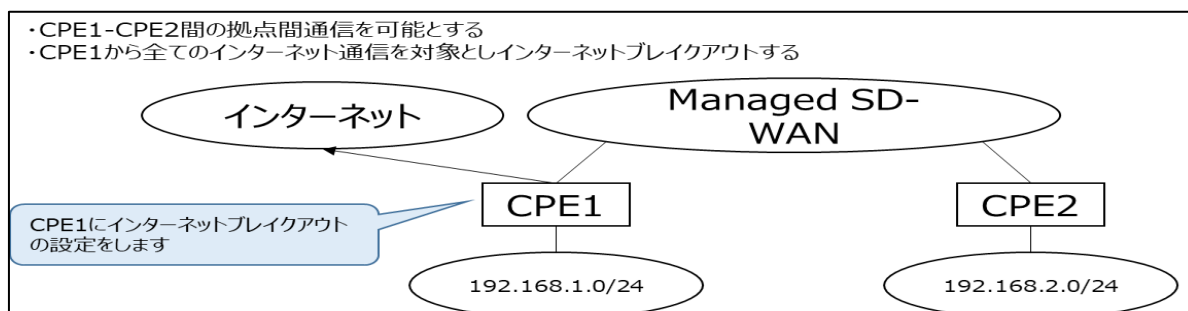 ・CPE1-CPE2間の拠点間通信を可能とする
・CPE1から全てのインターネット通信を対象としインターネットブレイクアウトする
インターネット
Managed SD-
WAN
CPE1
CPE2
CPE1にインターネットブレイクアウト
の設定をします
192.168.1.0/24
192.168.2.0/24